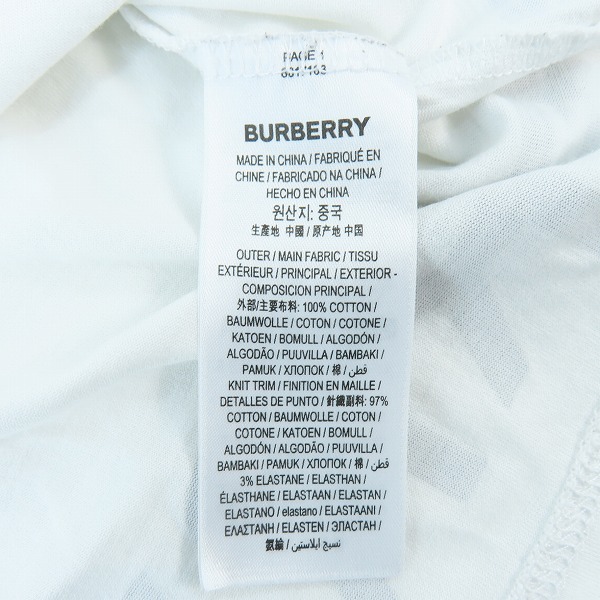 PAGE 1
BURBERRY
MADE IN CHINA / FABRIQUÉ EN
CHINE / FABRICADO NA CHINA /
HECHO EN CHINA
원산지: 중국
生產地 中國 / 原产地 中国
OUTER / MAIN FABRIC / TISSU
EXTÉRIEUR / PRINCIPAL / EXTERIOR -
COMPOSICION PRINCIPAL /
外部/主要布料: 100% COTTON /
BAUMWOLLE / COTON / COTONE /
KATOEN / BOMULL / ALGODÓN /
ALGODÃO / PUUVILLA / BAMBAKI /
PAMUK / ХЛОПОК / 棉 / قطن /
KNIT TRIM / FINITION EN MAILLE /
DETALLES DE PUNTO / 針織副料: 97%
COTTON / BAUMWOLLE / COTON /
COTONE / KATOEN / BOMULL /
ALGODÓN / ALGODÃO / PUUVILLA /
BAMBAKI / PAMUK / ХЛОПОК / 棉 / قطن /
3% ELASTANE / ELASTHAN /
ÉLASTHANE / ELASTAAN / ELASTAN /
ELASTANO / elastano / ELASTAANI /
ΕΛΑΣΤΑΝΗ / ELASTEN / ЭЛАСТАН /
氨綸 / نسيج ايلاستين